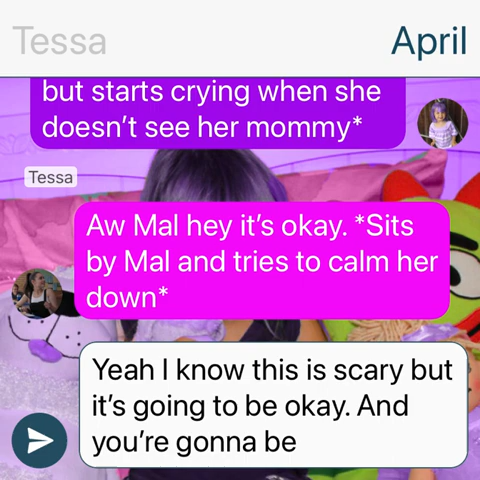 Tessa
April
but starts crying when she
doesn't see her mommy*
Tessa
Aw Mal hey it's okay. *Sits
by Mal and tries to calm her
down*
Yeah I know this is scary but
it's going to be okay. And
you're gonna be